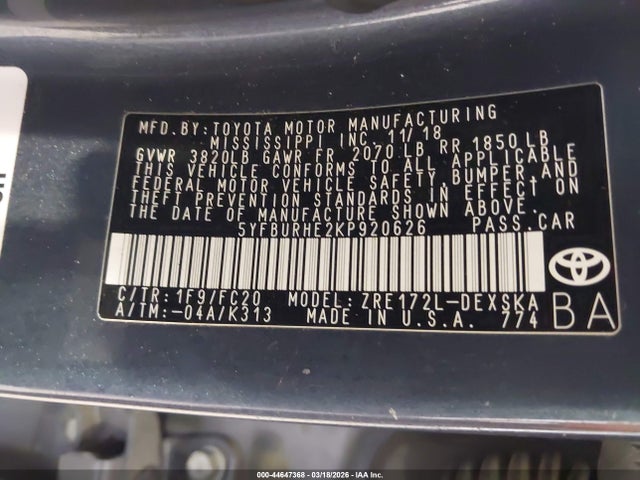 MFD.BY:TOYOTA MOTOR MANUFACTURING
MISSISSIPPI INC. 11/18
GVWR 3820LB GAWR FR 2070LB RR 1850LB
THIS VEHICLE CONFORMS TO ALL APPLICABLE
FEDERAL MOTOR VEHICLE SAFETY, BUMPER, AND
THEFT PREVENTION STANDARDS IN EFFECT ON
THE DATE OF MANUFACTURE SHOWN ABOVE.
5YFBURHE2KP920626 PASS.CAR
C/TR: 1F9/FC20 MODEL: ZRE172L-DEXSKA
A/TM:-04A/K313 MADE IN U.S.A. 774 BA
000-44647368 - 03/18/2026 - IAA Inc.